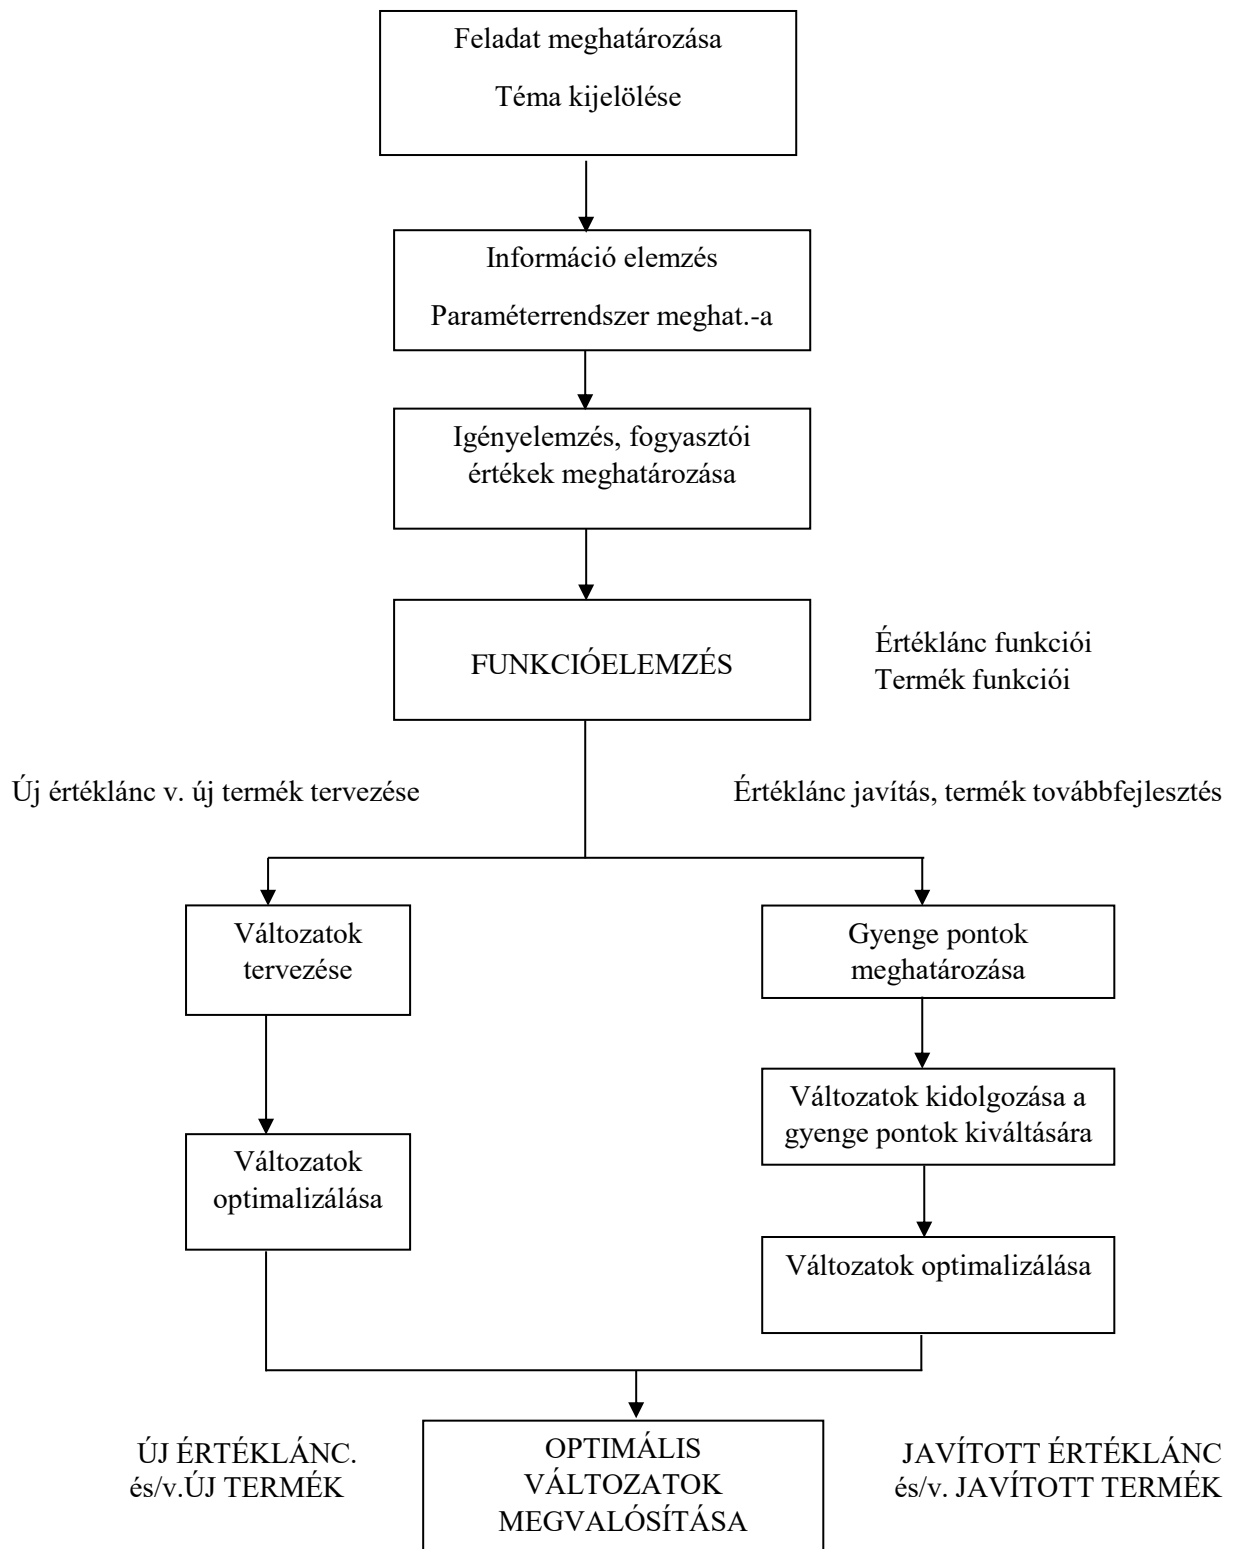 Feladat meghatározása
Téma kijelölése
Információ elemzés
Paraméterrendszer meghat.-a
Igényelemzés, fogyasztói
értékek meghatározása
FUNKCIÓELEMZÉS
Értéklánc funkciói
Termék funkciói
Új értéklánc v. új termék tervezése
Értéklánc javítás, termék továbbfejlesztés
Változatok
tervezése
Gyenge pontok
meghatározása
Változatok kidolgozása a
gyenge pontok kiváltására
Változatok
optimalizálása
Változatok optimalizálása
ÚJ ÉRTÉKLÁNC.
és/v.ÚJ TERMÉK
OPTIMÁLIS
VÁLTOZATOK
MEGVALÓSÍTÁSA
JAVÍTOTT ÉRTÉKLÁNC
és/v. JAVÍTOTT TERMÉK